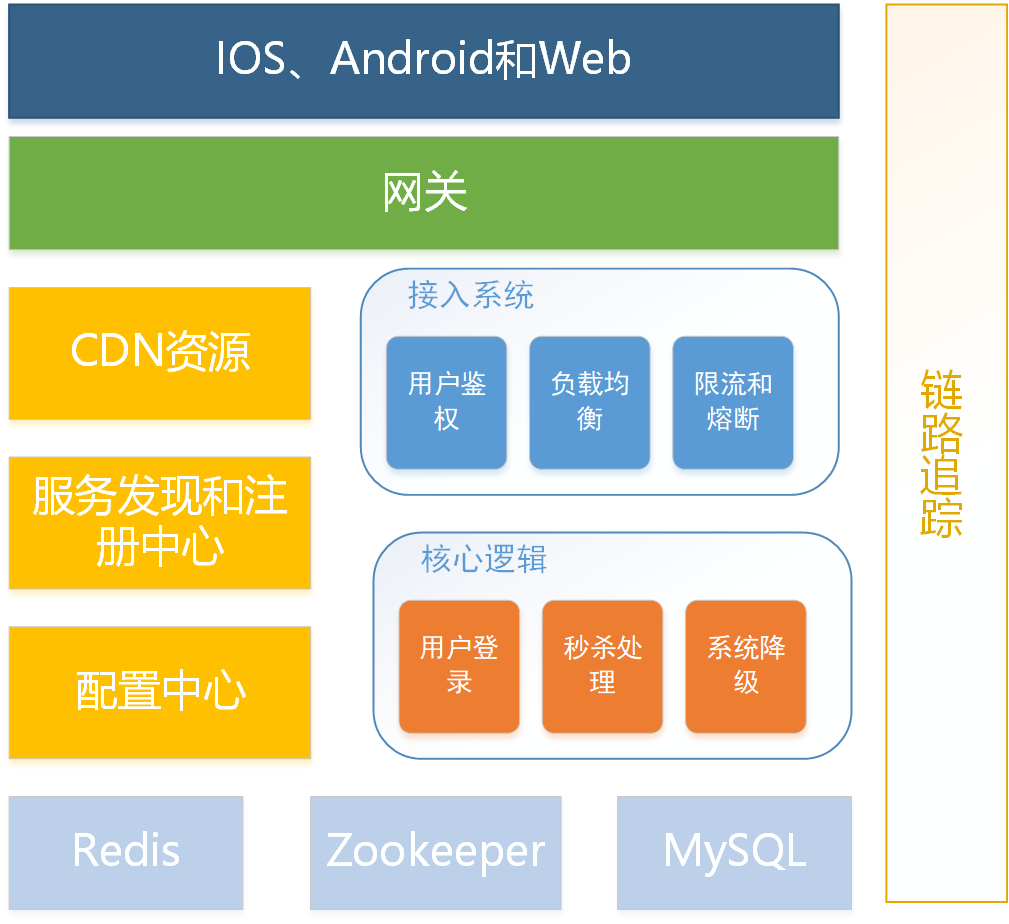 IOS、Android和Web
网关
CDN资源
服务发现和注
册中心
配置中心
接入系统
用户鉴
权
负载均
衡
限流和
熔断
核心逻辑
用户登
录
秒杀处
理
系统降
级
Redis
Zookeeper
MySQL
链
路
追
踪